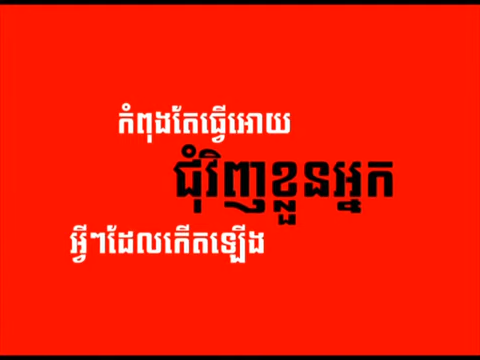 កំពុងតែធ្វើអោយ
ជុំវិញខ្លួនអ្នក
អ្វីៗដែលកើតឡើង